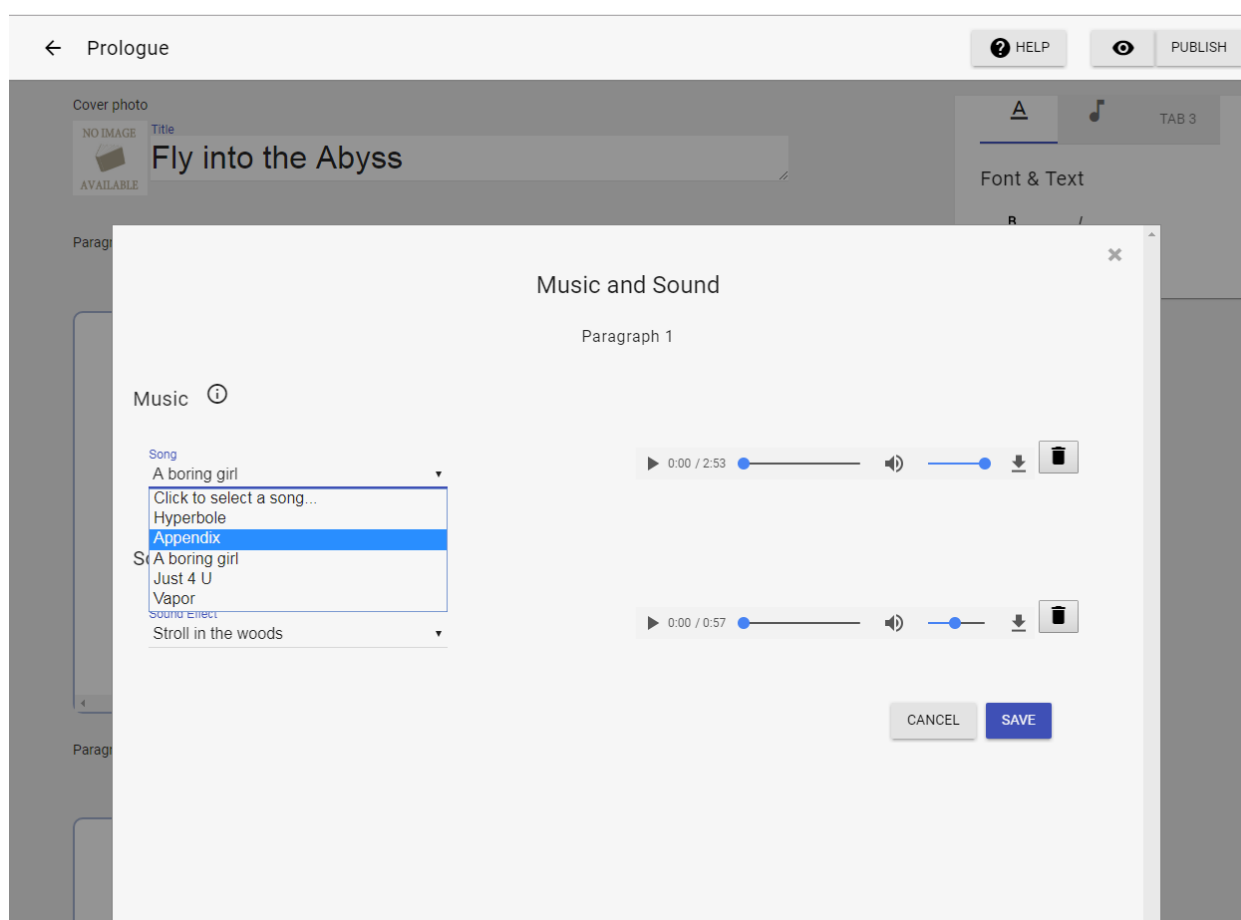 Prologue
HELP
PUBLISH
Cover photo
NO IMAGE
AVAILABLE
Title
Fly into the Abyss
A
TAB 3
Font & Text
B
I
Music and Sound
Paragraph 1
Music
Song
A boring girl
0:00 / 2:53
Click to select a song...
Hyperbole
Appendix
A boring girl
Just 4 U
Vapor
Sound Effect
Stroll in the woods
0:00 / 0:57
CANCEL
SAVE